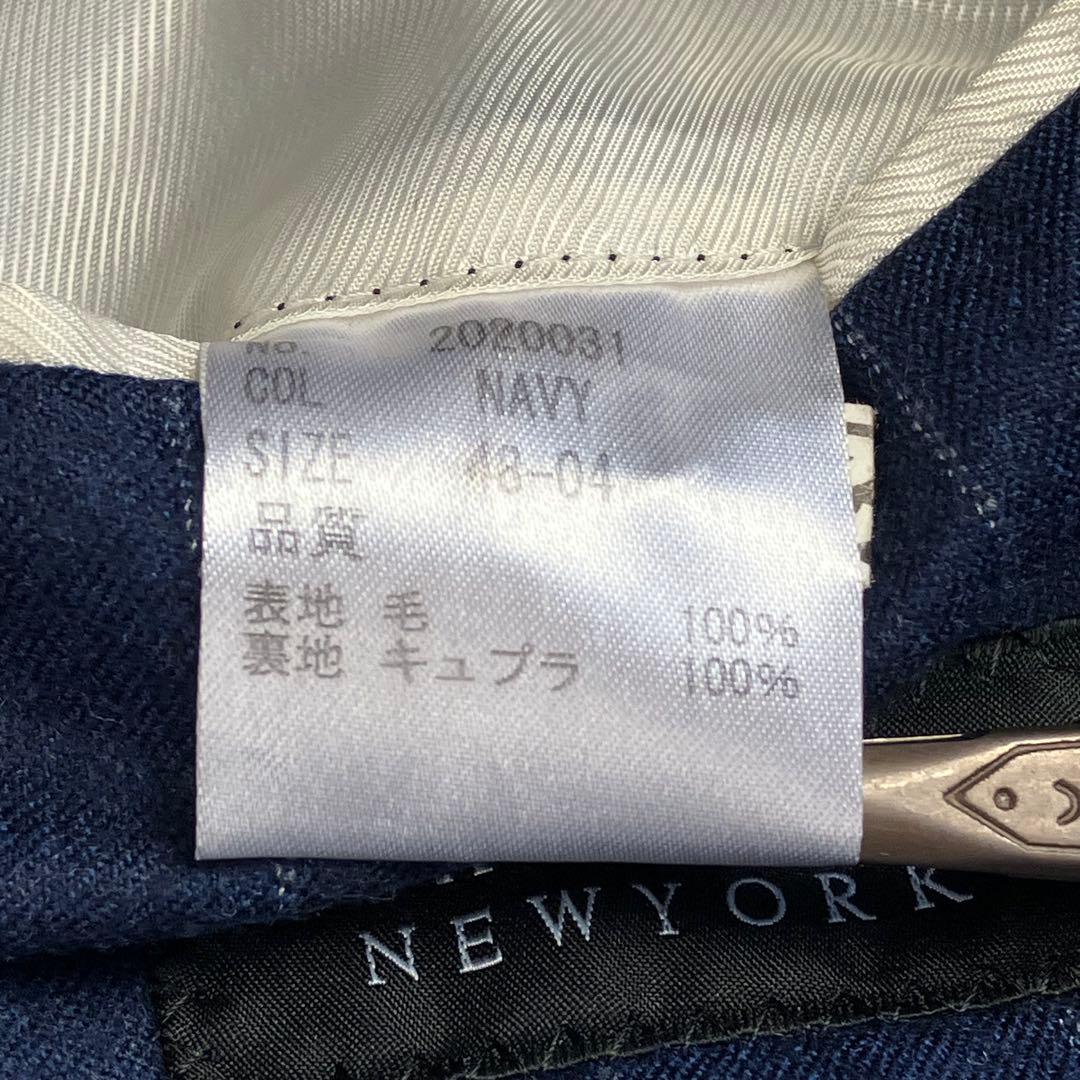 No. 2020031
COL NAVY
SIZE 48-04
品質
表地 毛 100%
裏地 キュプラ 100%
NEWYORK